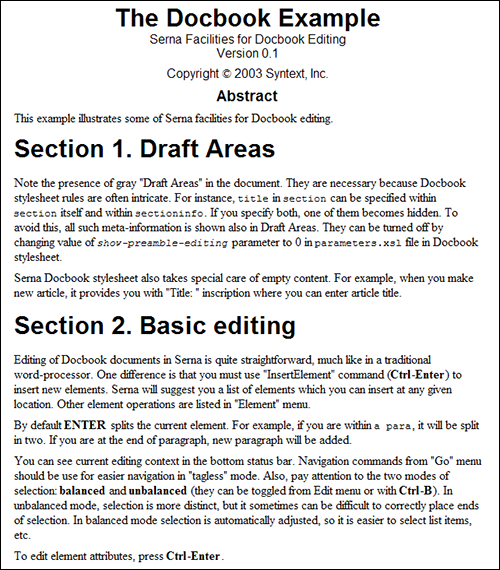 The Docbook Example
Serna Facilities for Docbook Editing
Version 0.1
Copyright © 2003 Syntext, Inc.
Abstract
This example illustrates some of Serna facilities for Docbook editing.
Section 1. Draft Areas
Note the presence of gray "Draft Areas" in the document. They are necessary because Docbook
stylesheet rules are often intricate. For instance, title in section can be specified within
section itself and within sectioninfo. If you specify both, one of them becomes hidden. To
avoid this, all such meta-information is shown also in Draft Areas. They can be turned off by
changing value of show-preamble-editing parameter to 0 in parameters.xsl file in Docbook
stylesheet.
Serna Docbook stylesheet also takes special care of empty content. For example, when you make
new article, it provides you with "Title: " inscription where you can enter article title.
Section 2. Basic editing
Editing of Docbook documents in Serna is quite straightforward, much like in a traditional
word-processor. One difference is that you must use "InsertElement" command (Ctrl-Enter) to
insert new elements. Serna will suggest you a list of elements which you can insert at any given
location. Other element operations are listed in "Element" menu.
By default ENTER splits the current element. For example, if you are within a para, it will be split
in two. If you are at the end of paragraph, new paragraph will be added.
You can see current editing context in the bottom status bar. Navigation commands from "Go" menu
should be use for easier navigation in "tagless" mode. Also, pay attention to the two modes of
selection: balanced and unbalanced (they can be toggled from Edit menu or with Ctrl-B). In
unbalanced mode, selection is more distinct, but it sometimes can be difficult to correctly place ends
of selection. In balanced mode selection is automatically adjusted, so it is easier to select list items,
etc.
To edit element attributes, press Ctrl-Enter.